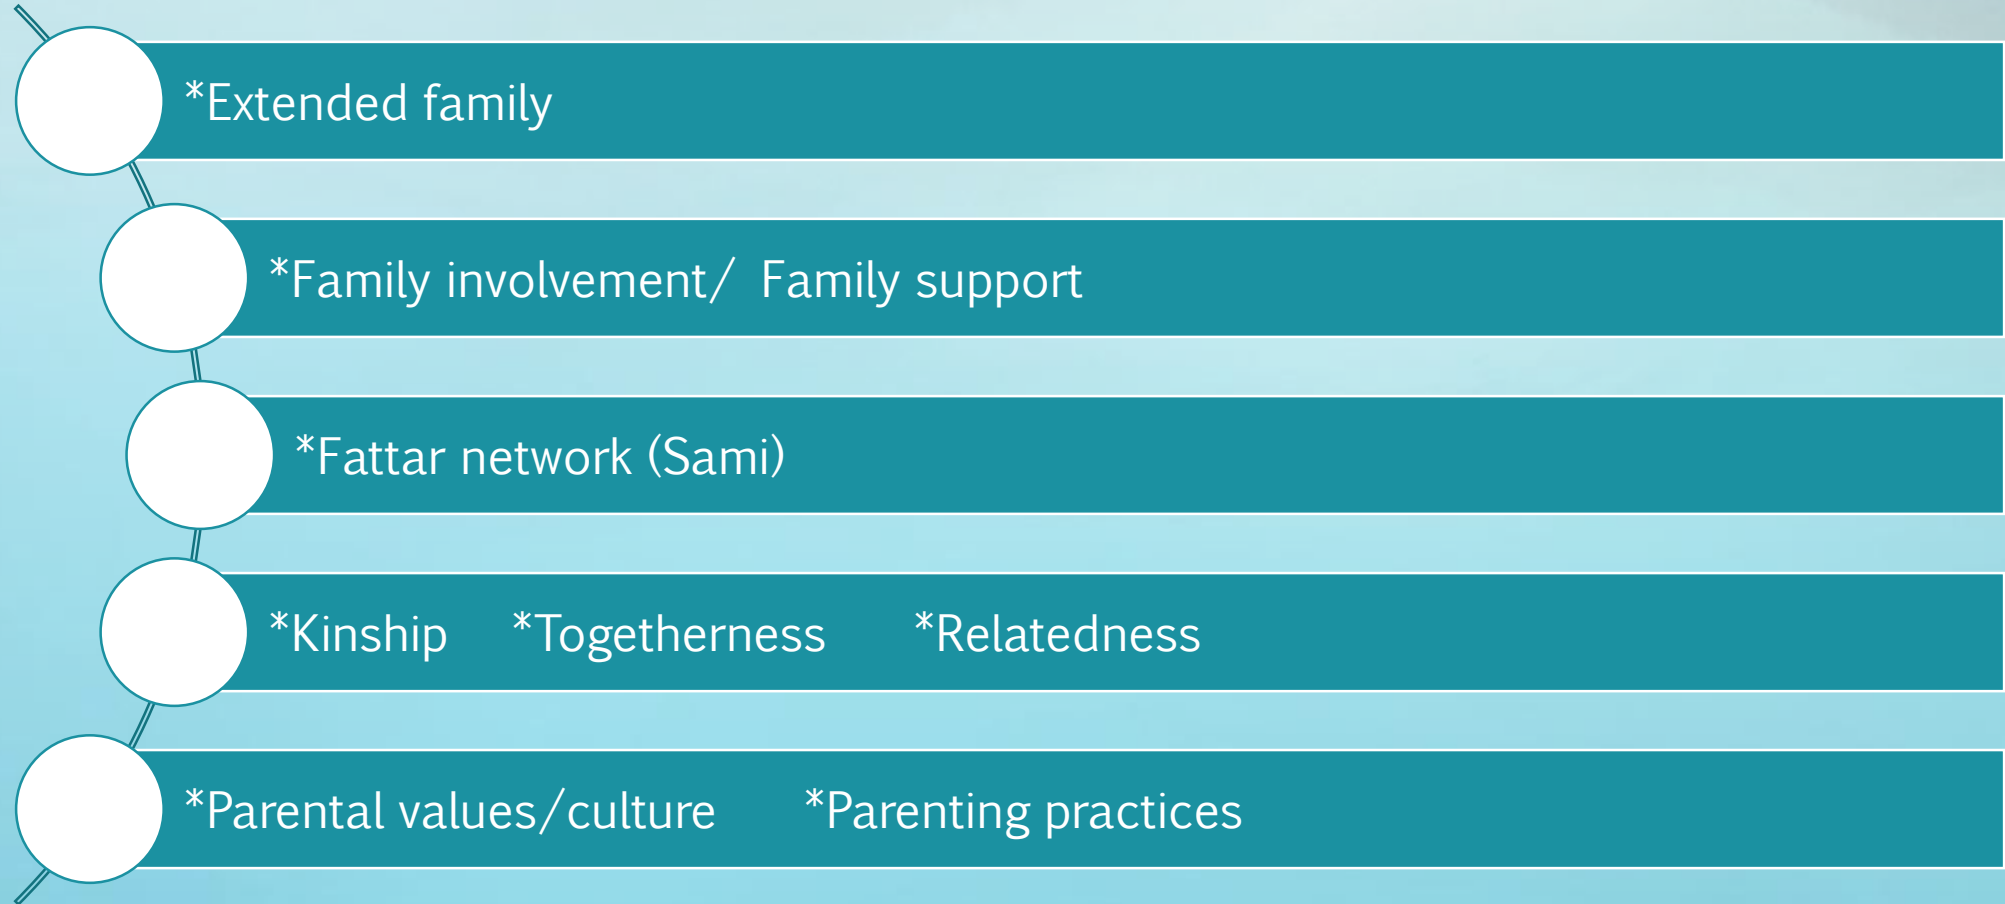 *Extended family
*Family involvement/ Family support
*Fattar network (Sami)
*Kinship *Togetherness *Relatedness
*Parental values/culture *Parenting practices